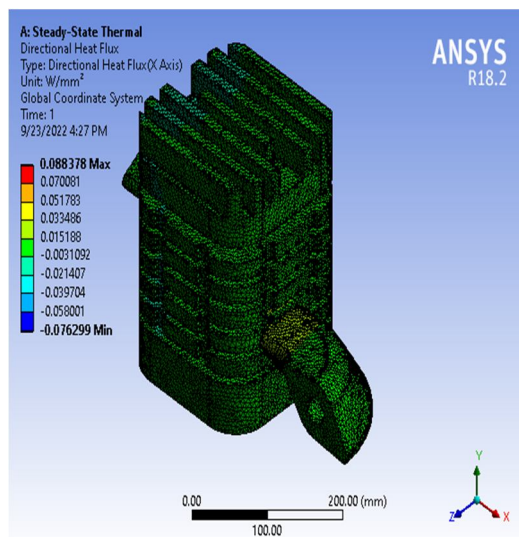 A: Steady-State Thermal
Directional Heat Flux
Type: Directional Heat Flux(X Axis)
Unit: W/mm²
Global Coordinate System
Time: 1
9/23/2022 4:27 PM
ANSYS
R18.2
0.088378 Max
0.070081
0.051783
0.033486
0.015188
-0.0031092
-0.021407
-0.039704
-0.058001
-0.076299 Min
0.00
200.00 (mm)
100.00
Y
Z
X